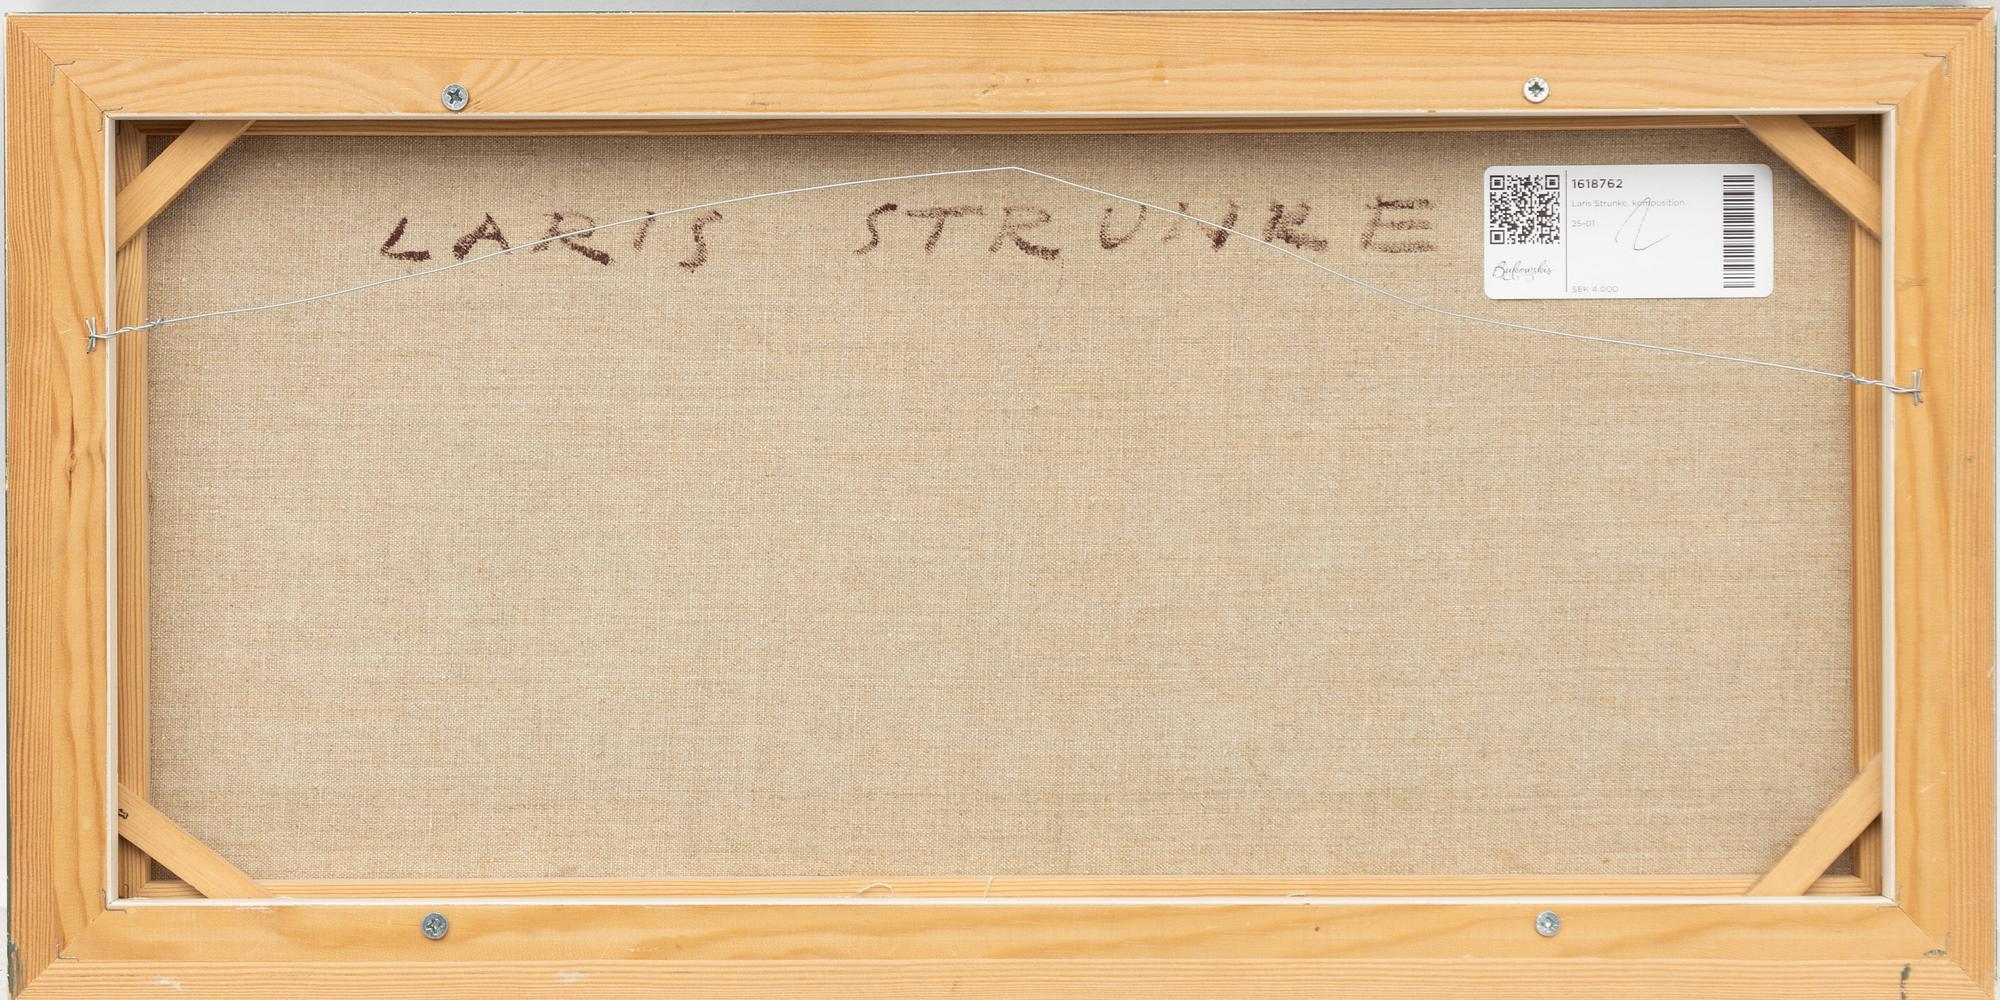 LARIS STRUNKE
1618762
Laris Strunke, komposition.
25-01
Bukowskis
SEK 4 000